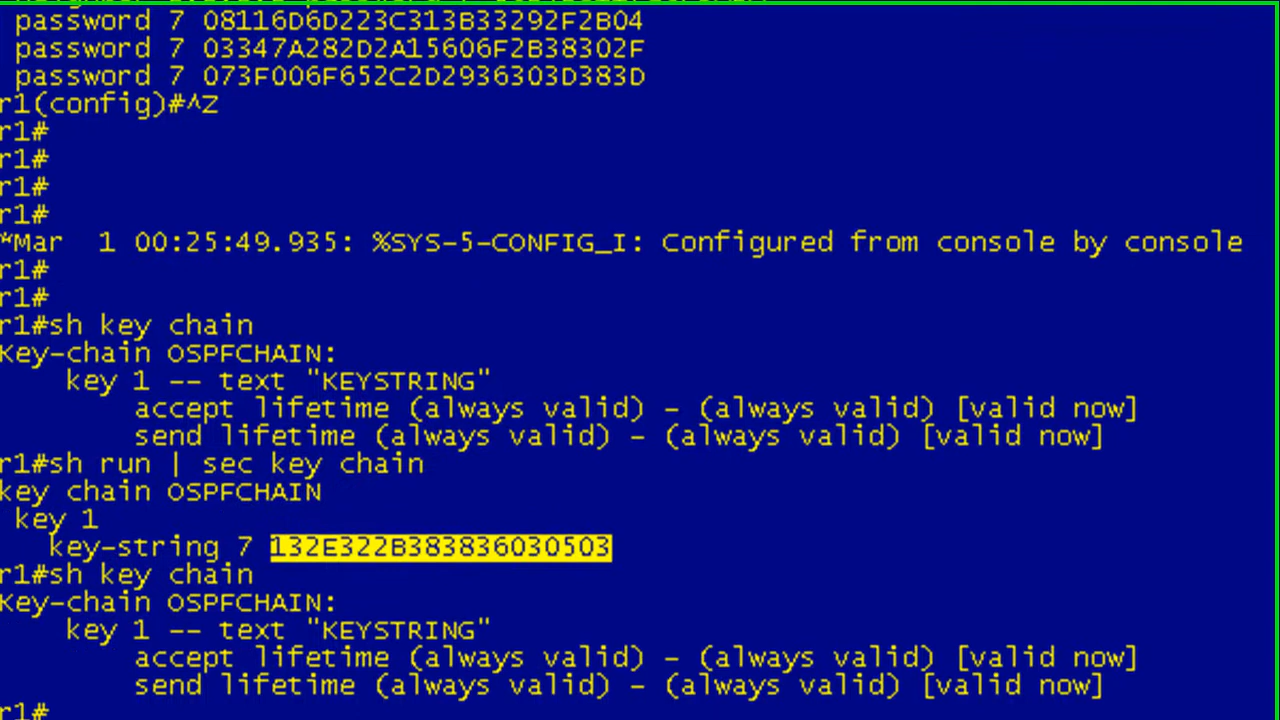 password 7 08116D6D223C313B33292F2B04
password 7 03347A282D2A15606F2B38302F
password 7 073F006F652C2D2936303D383D
r1(config)#^Z
r1#
r1#
r1#
r1#
*Mar  1 00:25:49.935: %SYS-5-CONFIG_I: Configured from console by console
r1#
r1#
r1#sh key chain
Key-chain OSPFCHAIN:
    key 1 -- text "KEYSTRING"
        accept lifetime (always valid) - (always valid) [valid now]
        send lifetime (always valid) - (always valid) [valid now]
r1#sh run | sec key chain
key chain OSPFCHAIN
 key 1
   key-string 7 132E322B383836030503
r1#sh key chain
Key-chain OSPFCHAIN:
    key 1 -- text "KEYSTRING"
        accept lifetime (always valid) - (always valid) [valid now]
        send lifetime (always valid) - (always valid) [valid now]
r1#